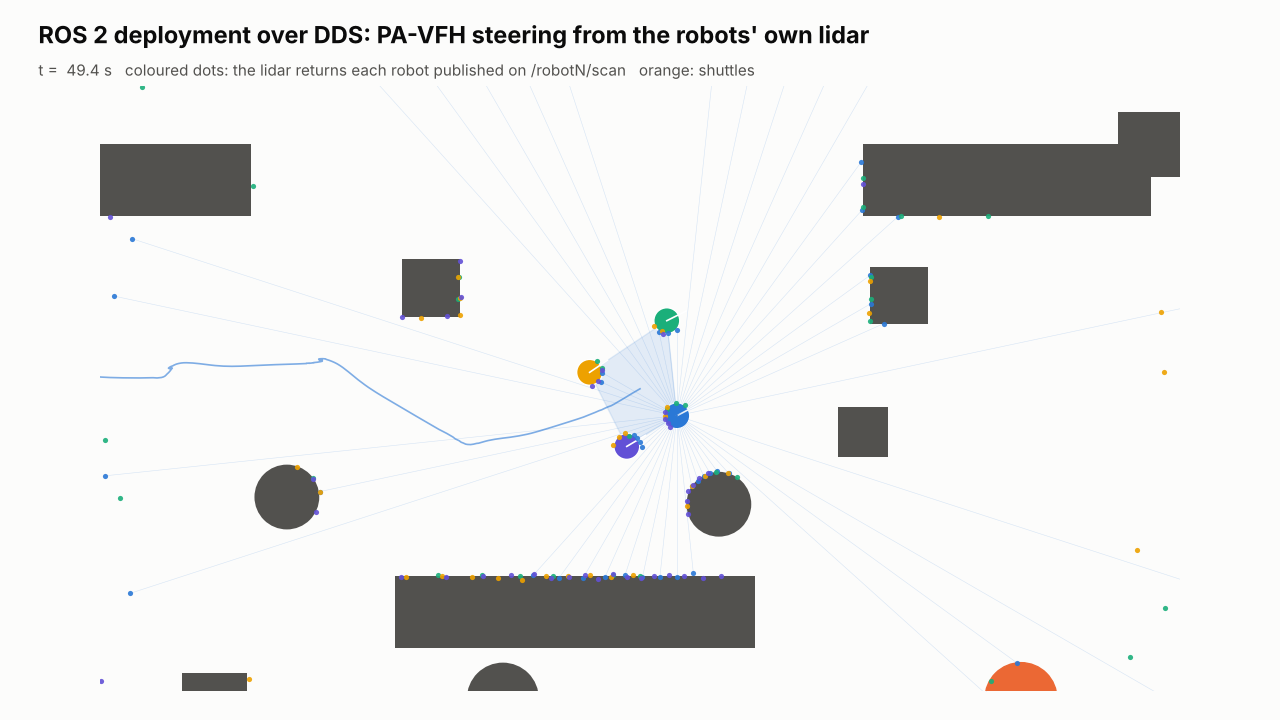 ROS 2 deployment over DDS: PA-VFH steering from the robots' own lidar
t =  49.4 s   coloured dots: the lidar returns each robot published on /robotN/scan   orange: shuttles